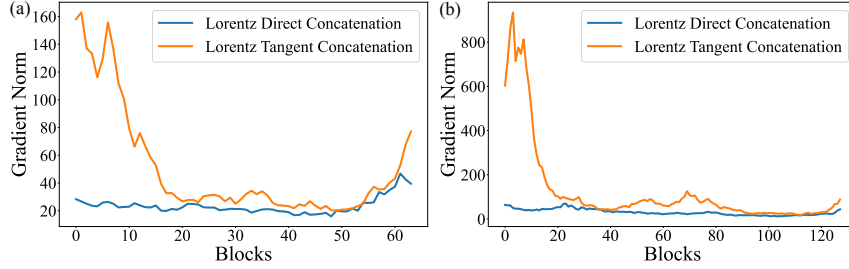 (a)
Gradient Norm
160
140
120
100
80
60
40
20
Lorentz Direct Concatenation
Lorentz Tangent Concatenation
0 10 20 30 40 50 60
Blocks
(b)
Gradient Norm
800
600
400
200
0
Lorentz Direct Concatenation
Lorentz Tangent Concatenation
0 20 40 60 80 100 120
Blocks